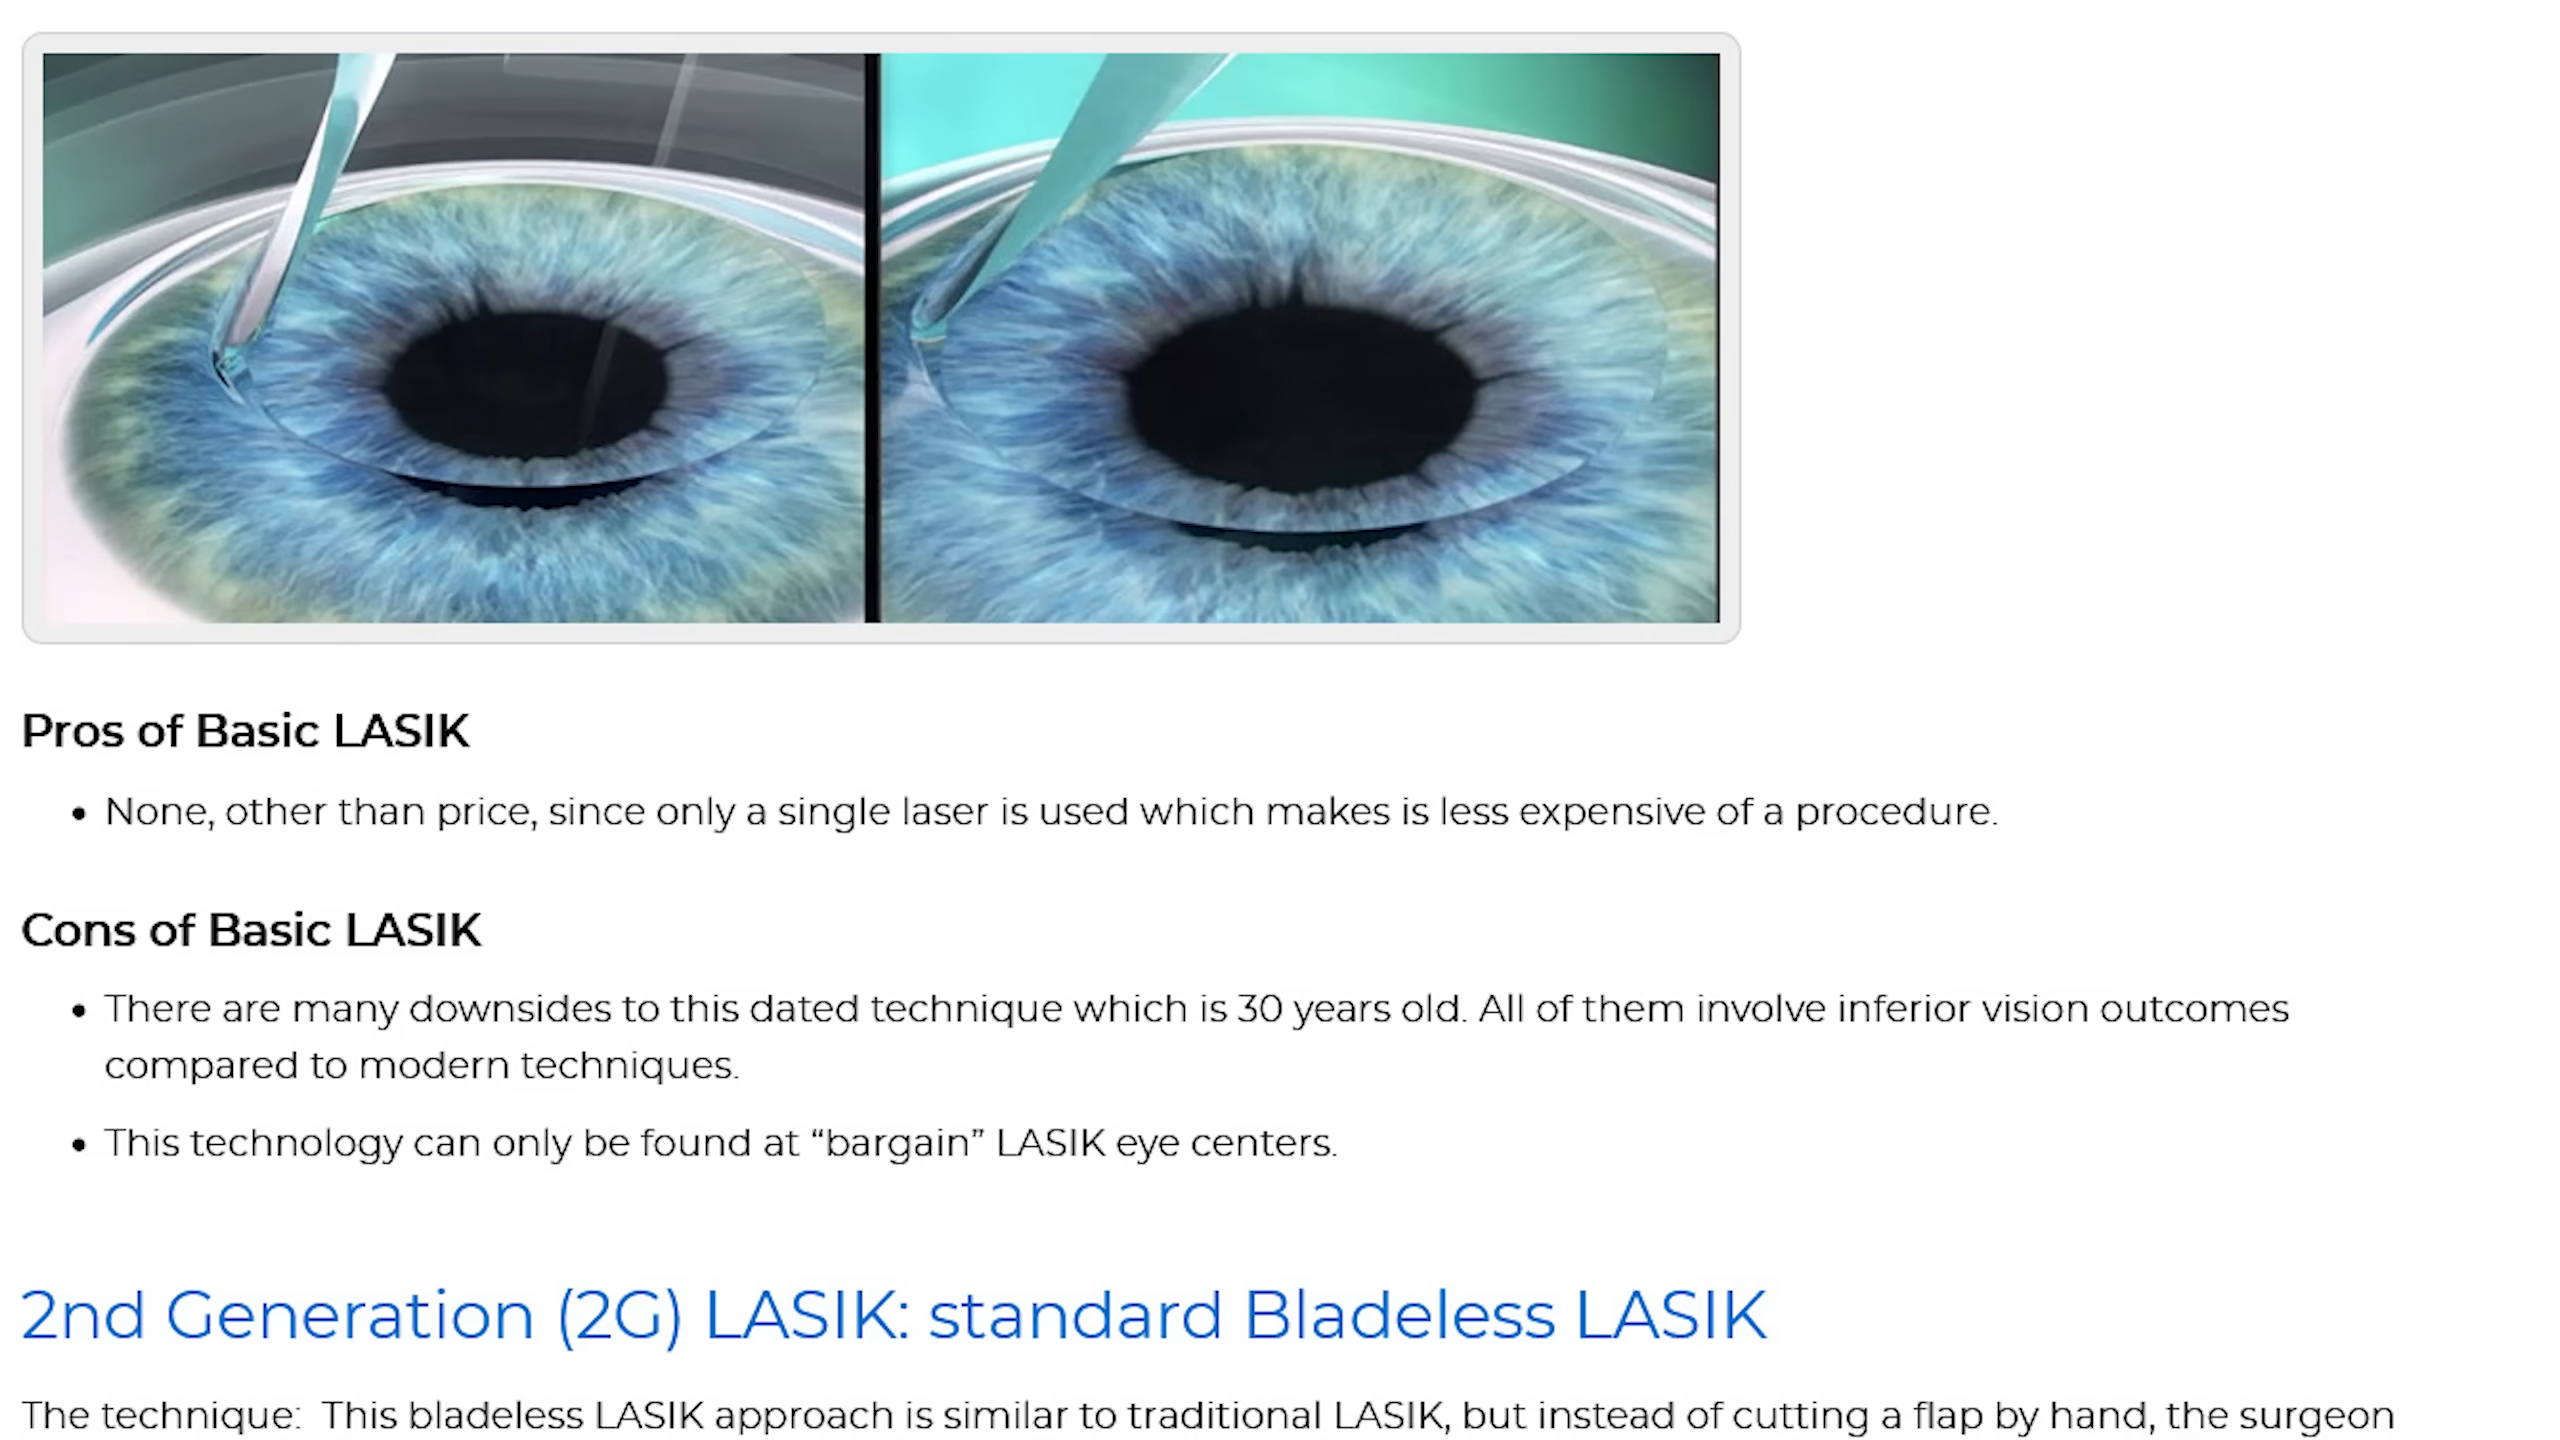 Pros of Basic LASIK
• None, other than price, since only a single laser is used which makes is less expensive of a procedure.
Cons of Basic LASIK
• There are many downsides to this dated technique which is 30 years old. All of them involve inferior vision outcomes
compared to modern techniques.
• This technology can only be found at “bargain” LASIK eye centers.
2nd Generation (2G) LASIK: standard Bladeless LASIK
The technique:  This bladeless LASIK approach is similar to traditional LASIK, but instead of cutting a flap by hand, the surgeon